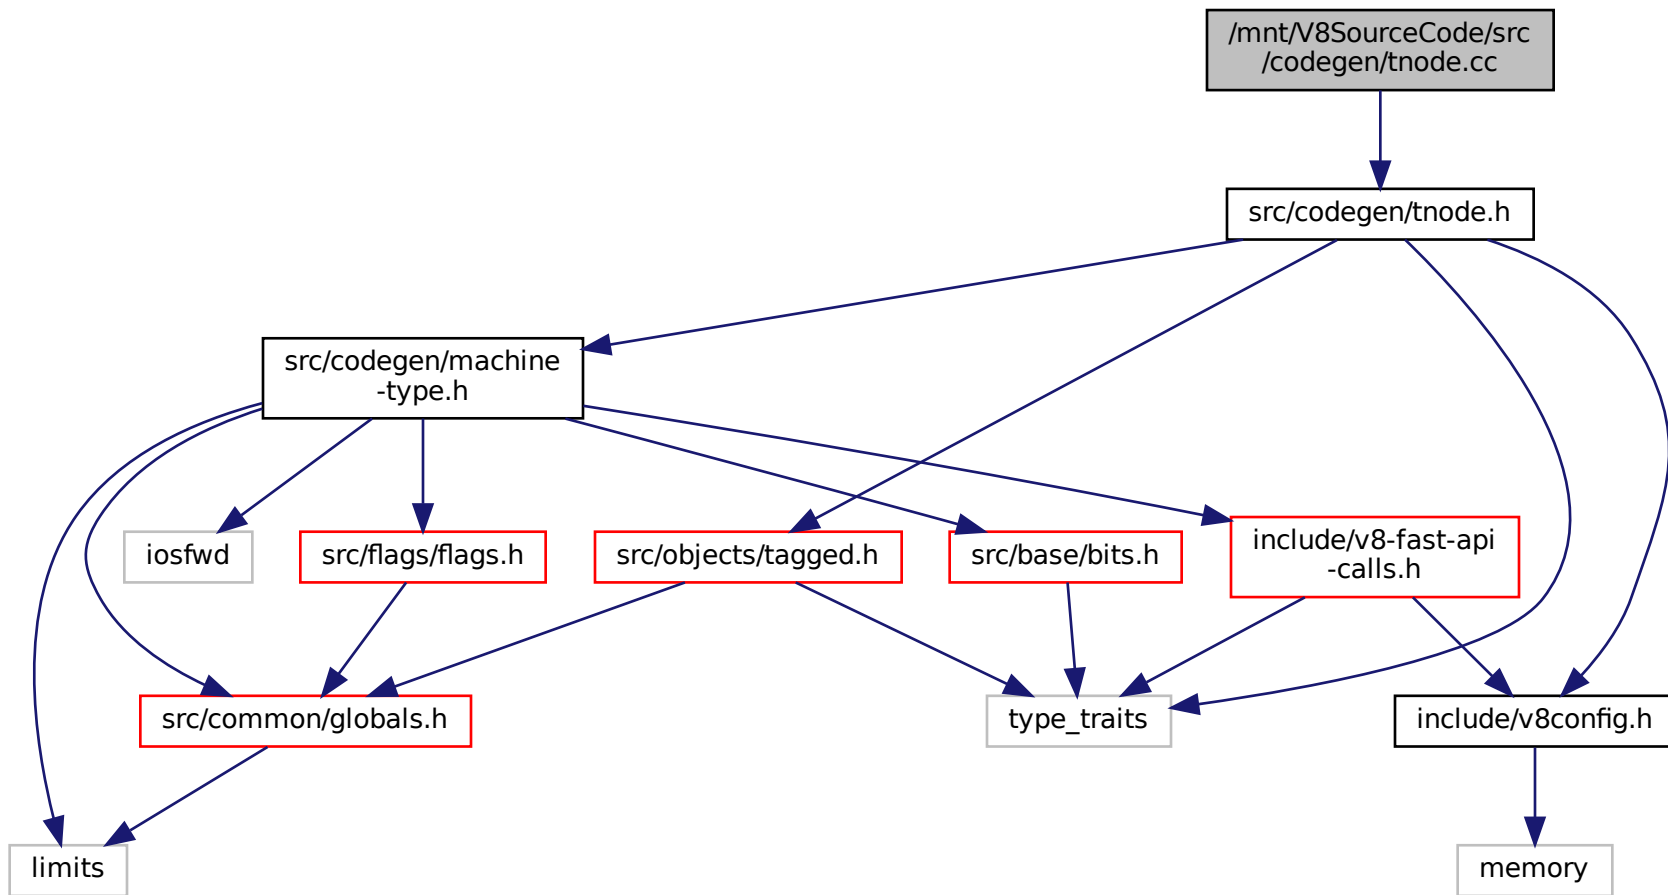 /mnt/V8SourceCode/src
/codegen/tnode.cc
src/codegen/tnode.h
src/codegen/machine
-type.h
iosfwd
src/flags/flags.h
src/objects/tagged.h
src/base/bits.h
include/v8-fast-api
-calls.h
src/common/globals.h
type_traits
include/v8config.h
limits
memory